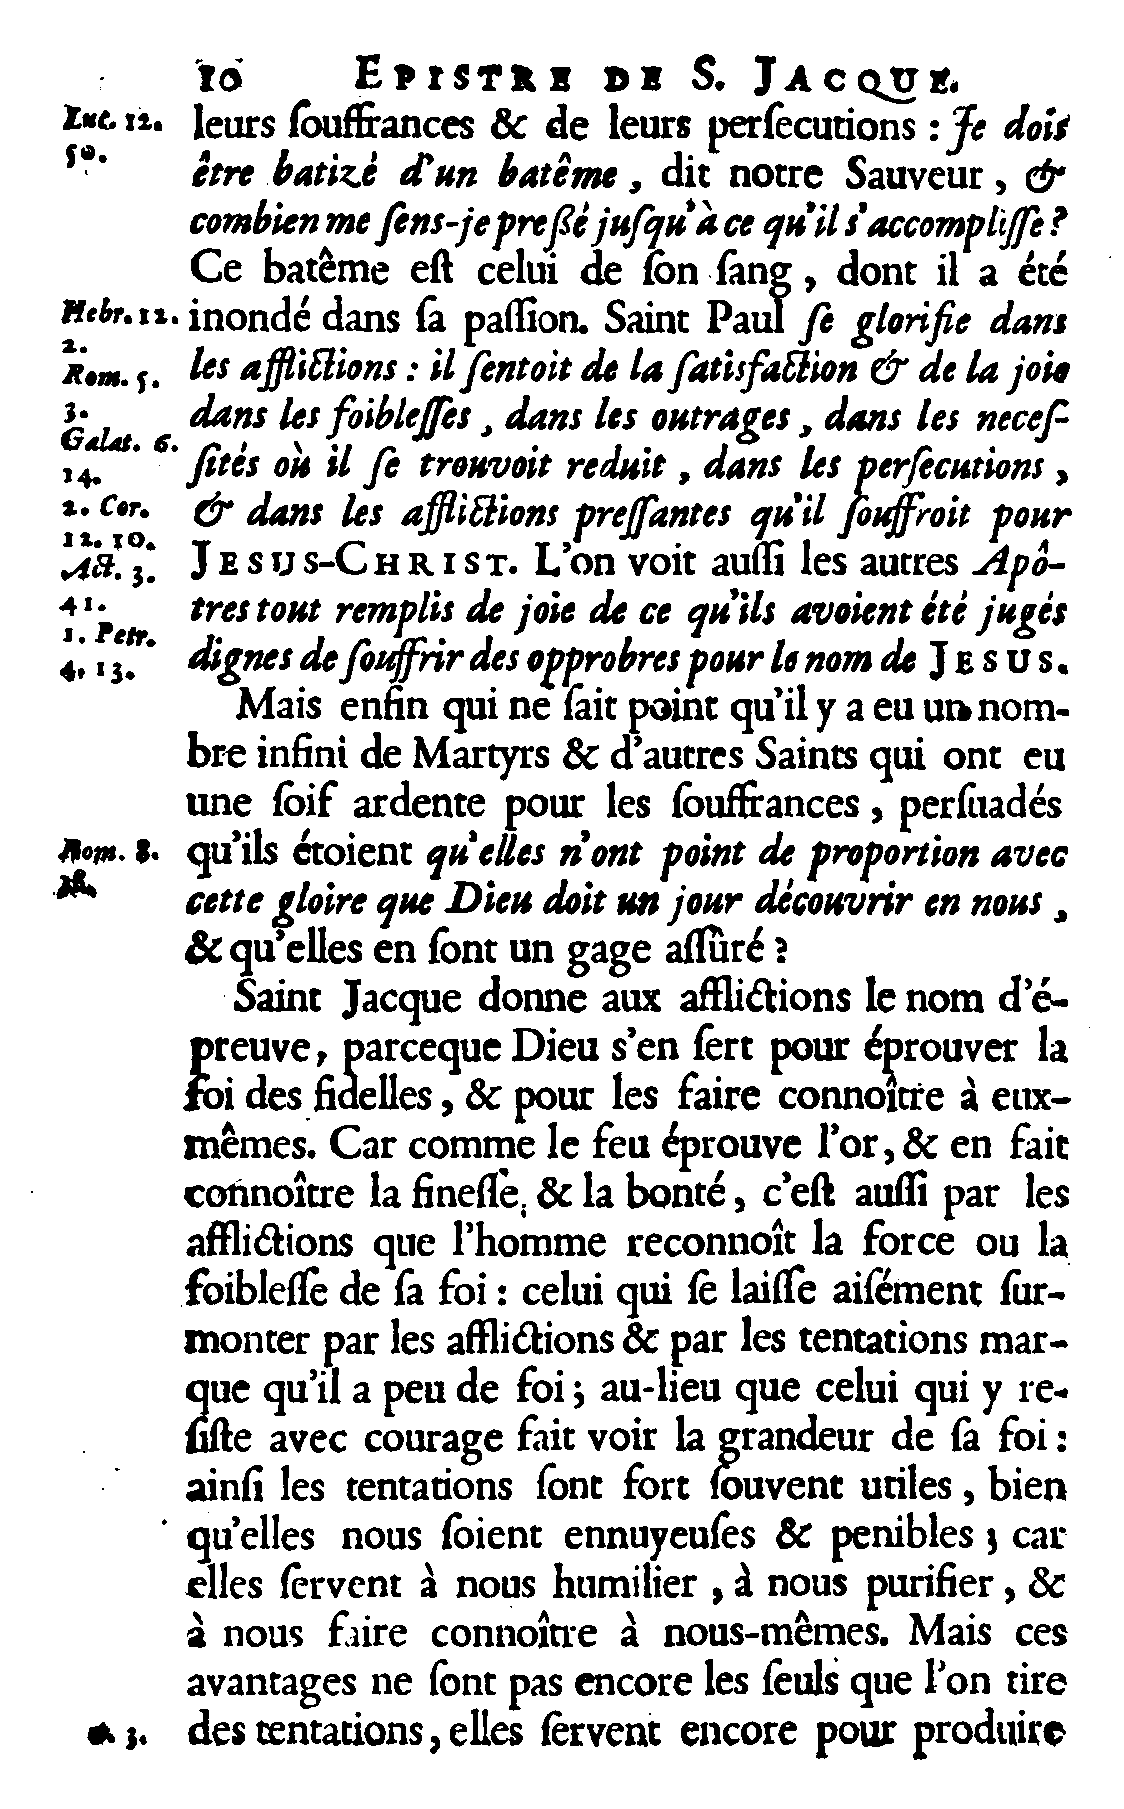 10 EPISTRE DE S. JACQUE.
Luc. 12. leurs ſouffrances & de leurs perſecutions : Je dois
50. être batizé d'un batême, dit notre Sauveur, &
combien me ſens-je preßé juſqu'à ce qu'il s'accompliſſe ?
Ce batême eſt celui de ſon ſang, dont il a été
Hebr. 12. inondé dans ſa paſſion. Saint Paul ſe glorifie dans
2.
Rom. 5. les afflictions : il ſentoit de la ſatisfaction & de la joie
3. dans les foibleſſes, dans les outrages, dans les neceſ-
Galat. 6.
14. ſités où il ſe trouvoit reduit, dans les perſecutions,
2. Cor. & dans les afflictions preſſantes qu'il ſouffroit pour
12. 10.
Act. 3. JESUS-CHRIST. L'on voit auſſi les autres Apô-
41. tres tout remplis de joie de ce qu'ils avoient été jugés
1. Petr.
4. 13. dignes de ſouffrir des opprobres pour le nom de JESUS.
Mais enfin qui ne ſait point qu'il y a eu un nom-
bre infini de Martyrs & d'autres Saints qui ont eu
une ſoif ardente pour les ſouffrances, perſuadés
Rom. 8. qu'ils étoient qu'elles n'ont point de proportion avec
18. cette gloire que Dieu doit un jour découvrir en nous,
& qu'elles en ſont un gage aſſûré ?
Saint Jacque donne aux afflictions le nom d'é-
preuve, parceque Dieu s'en ſert pour éprouver la
foi des fidelles, & pour les faire connoître à eux-
mêmes. Car comme le feu éprouve l'or, & en fait
connoître la fineſſe, & la bonté, c'eſt auſſi par les
afflictions que l'homme reconnoît la force ou la
foibleſſe de ſa foi : celui qui ſe laiſſe aiſément ſur-
monter par les afflictions & par les tentations mar-
que qu'il a peu de foi ; au-lieu que celui qui y re-
ſiſte avec courage fait voir la grandeur de ſa foi :
ainſi les tentations ſont fort ſouvent utiles, bien
qu'elles nous ſoient ennuyeuſes & penibles ; car
elles ſervent à nous humilier, à nous purifier, &
à nous faire connoître à nous-mêmes. Mais ces
avantages ne ſont pas encore les ſeuls que l'on tire
3. des tentations, elles ſervent encore pour produire